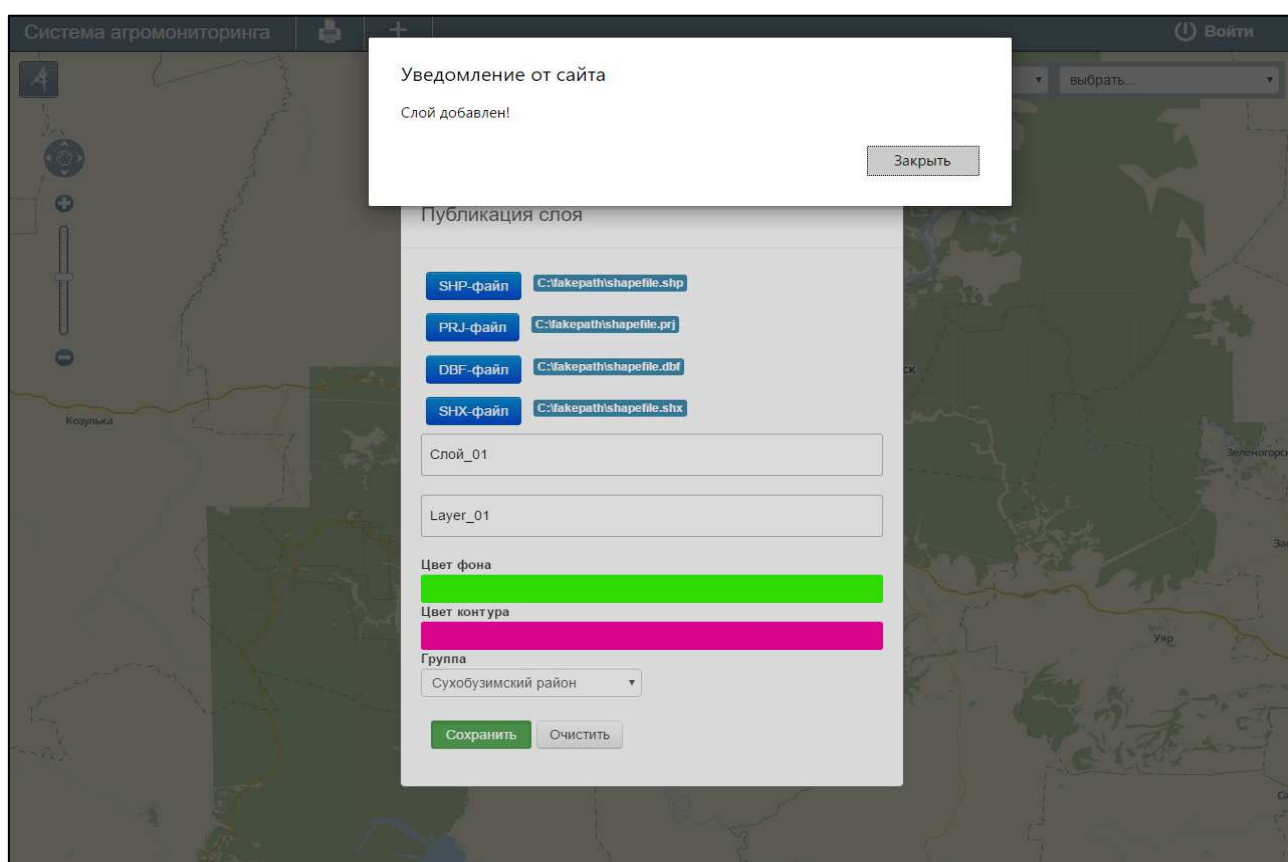 Система агромониторинга
Войти
Уведомление от сайта
Слой добавлен!
Закрыть
выбрать...
Публикация слоя
SHP-файл C:\fakepath\shapefile.shp
PRJ-файл C:\fakepath\shapefile.prj
DBF-файл C:\fakepath\shapefile.dbf
SHX-файл C:\fakepath\shapefile.shx
Козулька
ск
Слой_01
Зеленогорск
Layer_01
Цвет фона
Цвет контура
Уяр
Группа
Сухобузимский район
Сохранить Очистить